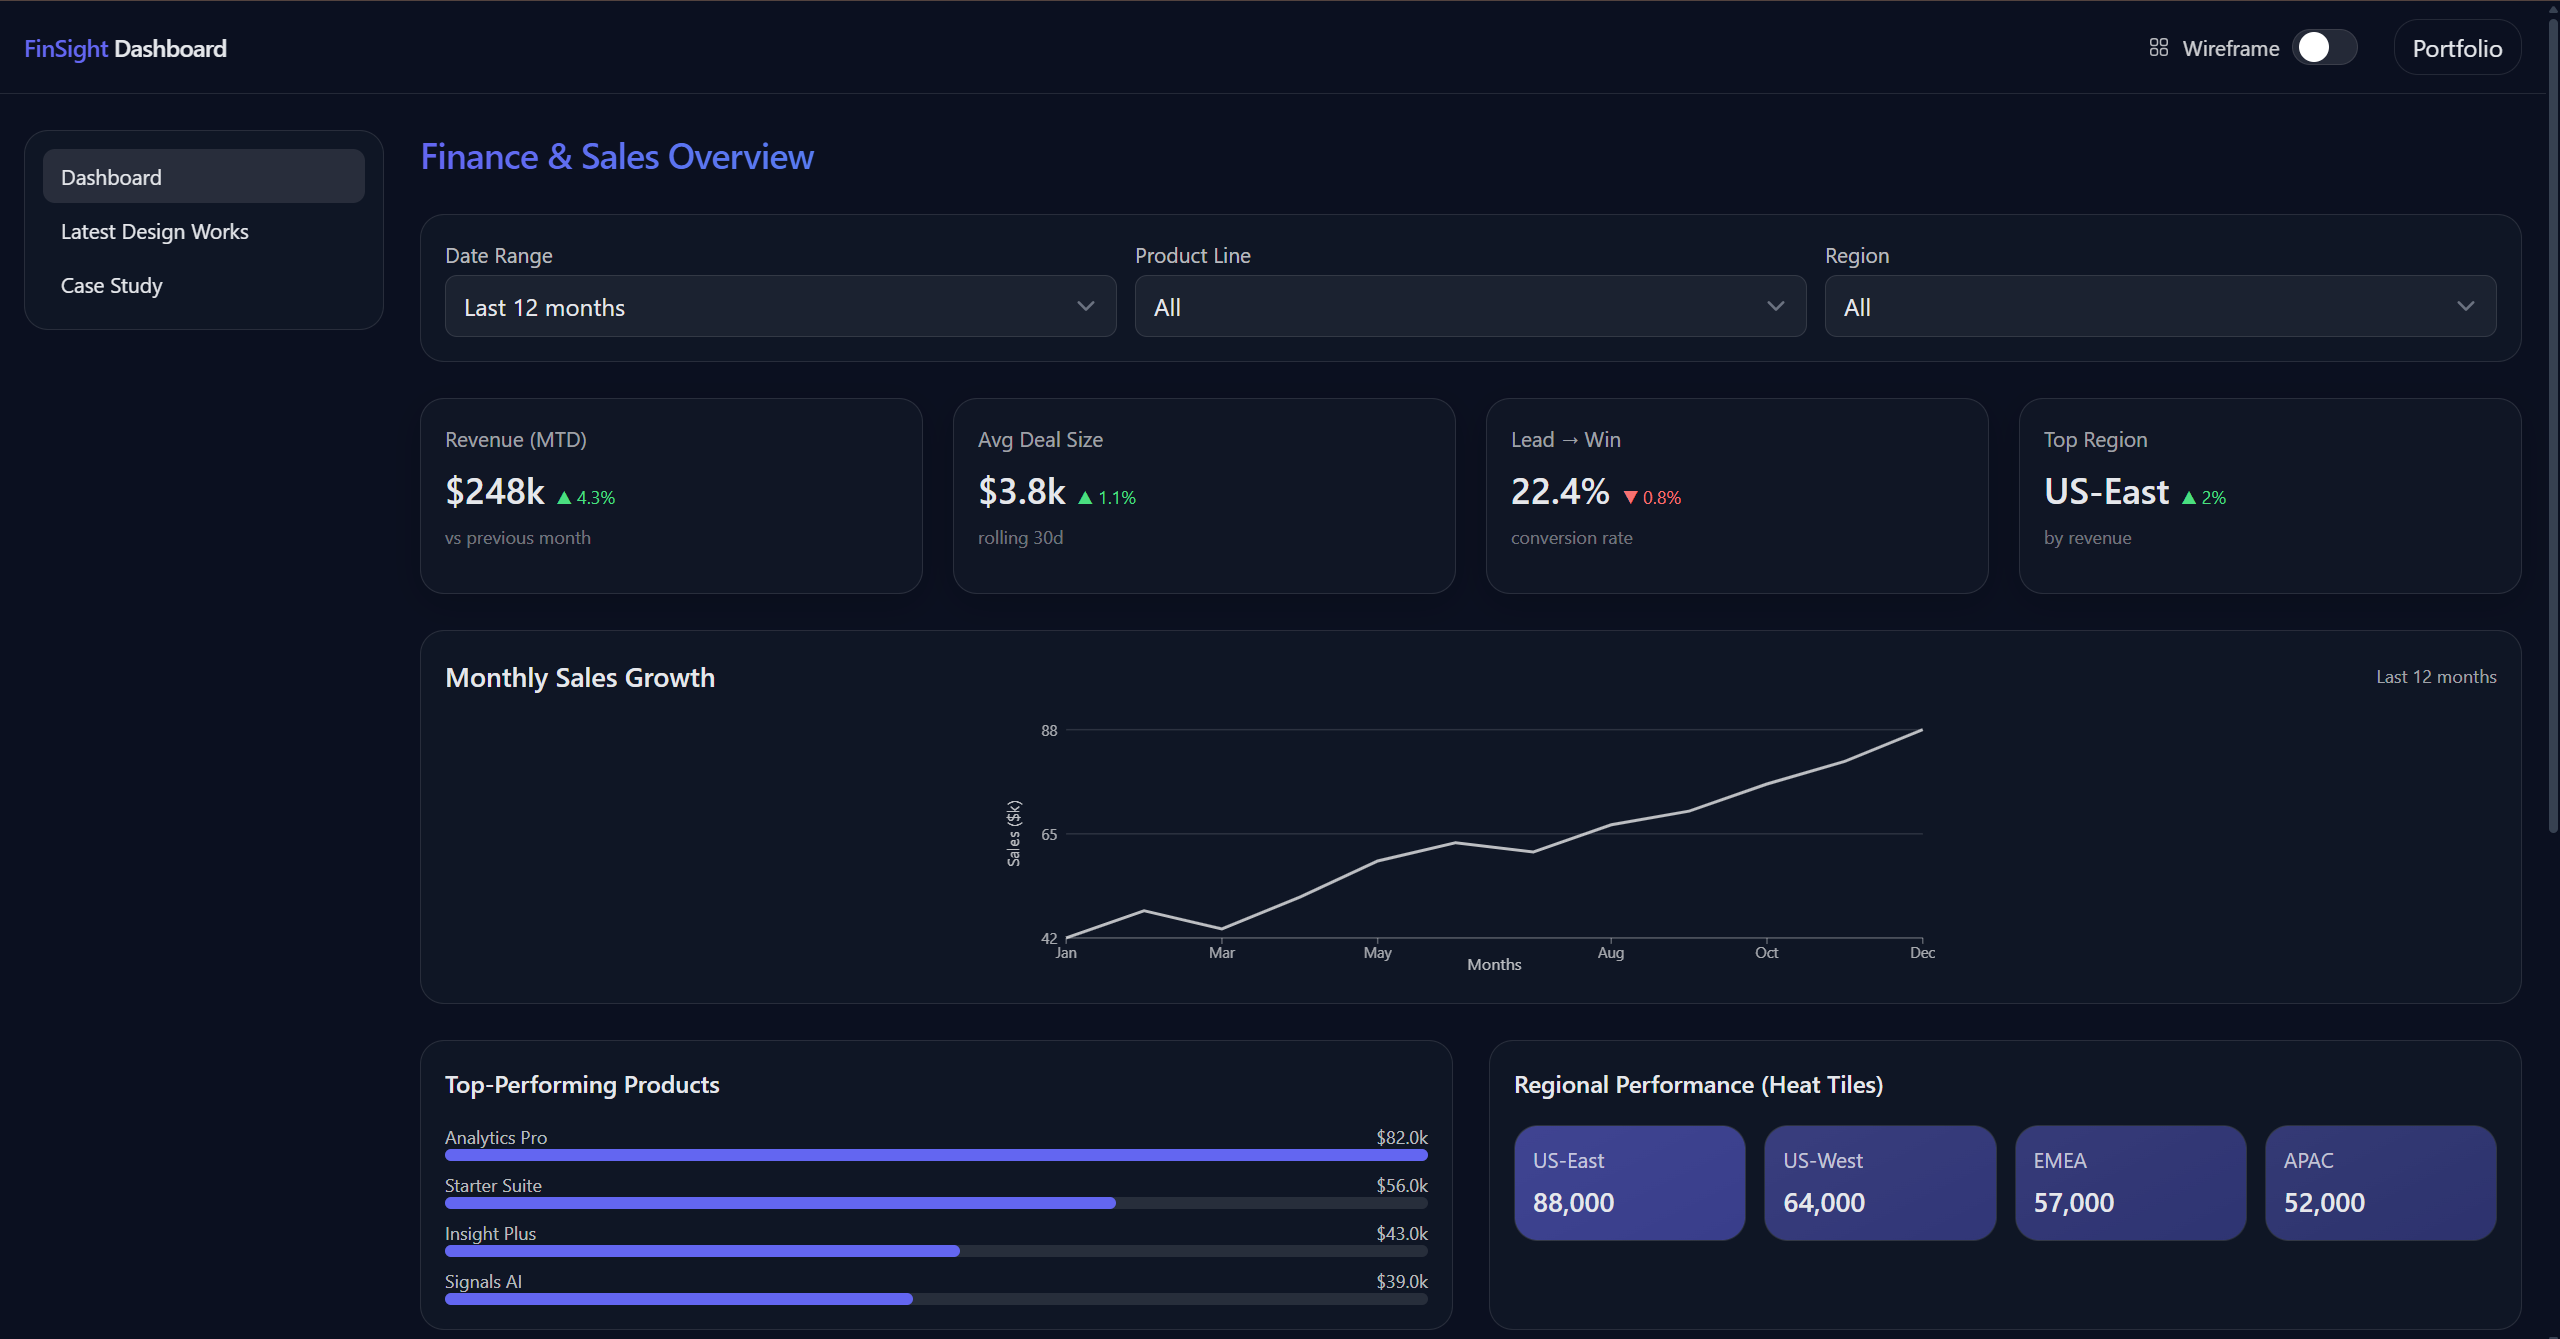 FinSight Dashboard
Wireframe
Portfolio
Dashboard
Latest Design Works
Case Study
Finance & Sales Overview
Date Range
Last 12 months
Product Line
All
Region
All
Revenue (MTD)
$248k ▲ 4.3%
vs previous month
Avg Deal Size
$3.8k ▲ 1.1%
rolling 30d
Lead → Win
22.4% ▼ 0.8%
conversion rate
Top Region
US-East ▲ 2%
by revenue
Monthly Sales Growth
Last 12 months
88
65
42
Sales ($k)
Jan Mar May Aug Oct Dec
Months
Top-Performing Products
Analytics Pro $82.0k
Starter Suite $56.0k
Insight Plus $43.0k
Signals AI $39.0k
Regional Performance (Heat Tiles)
US-East
88,000
US-West
64,000
EMEA
57,000
APAC
52,000